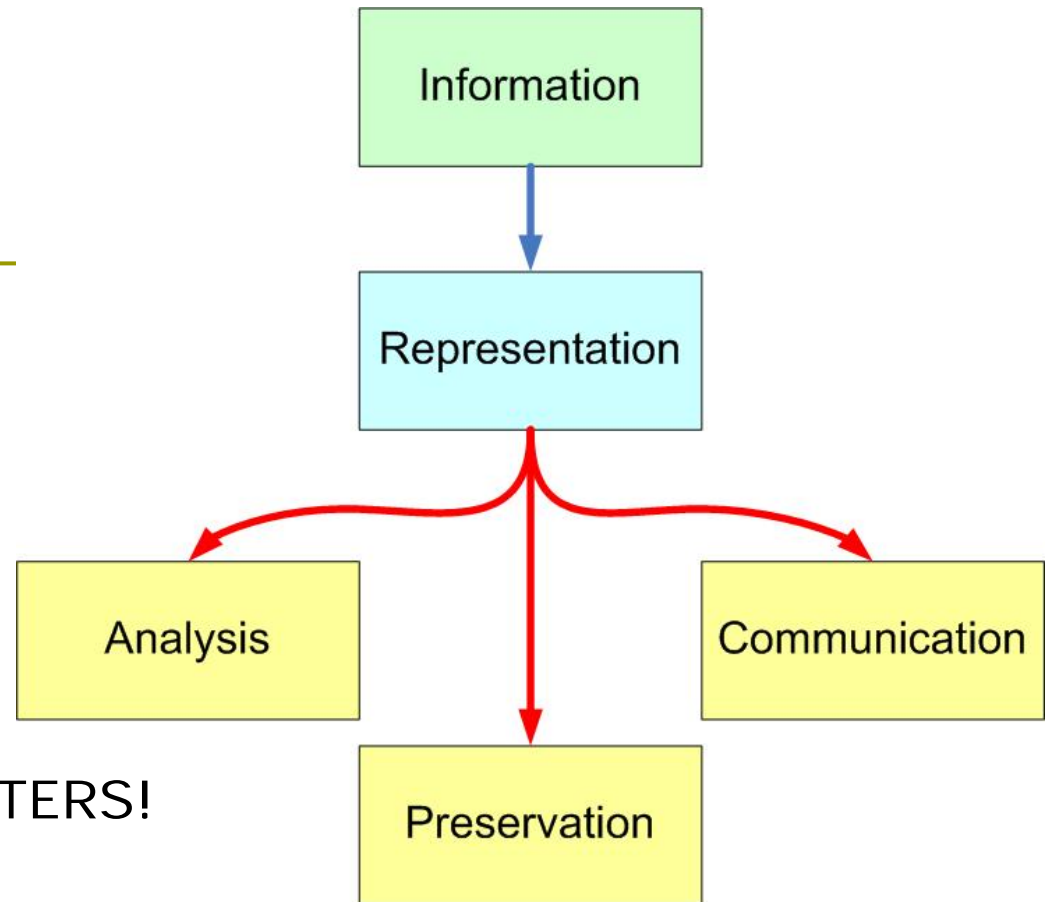 Information
Representation
Analysis
Communication
TERS!
Preservation